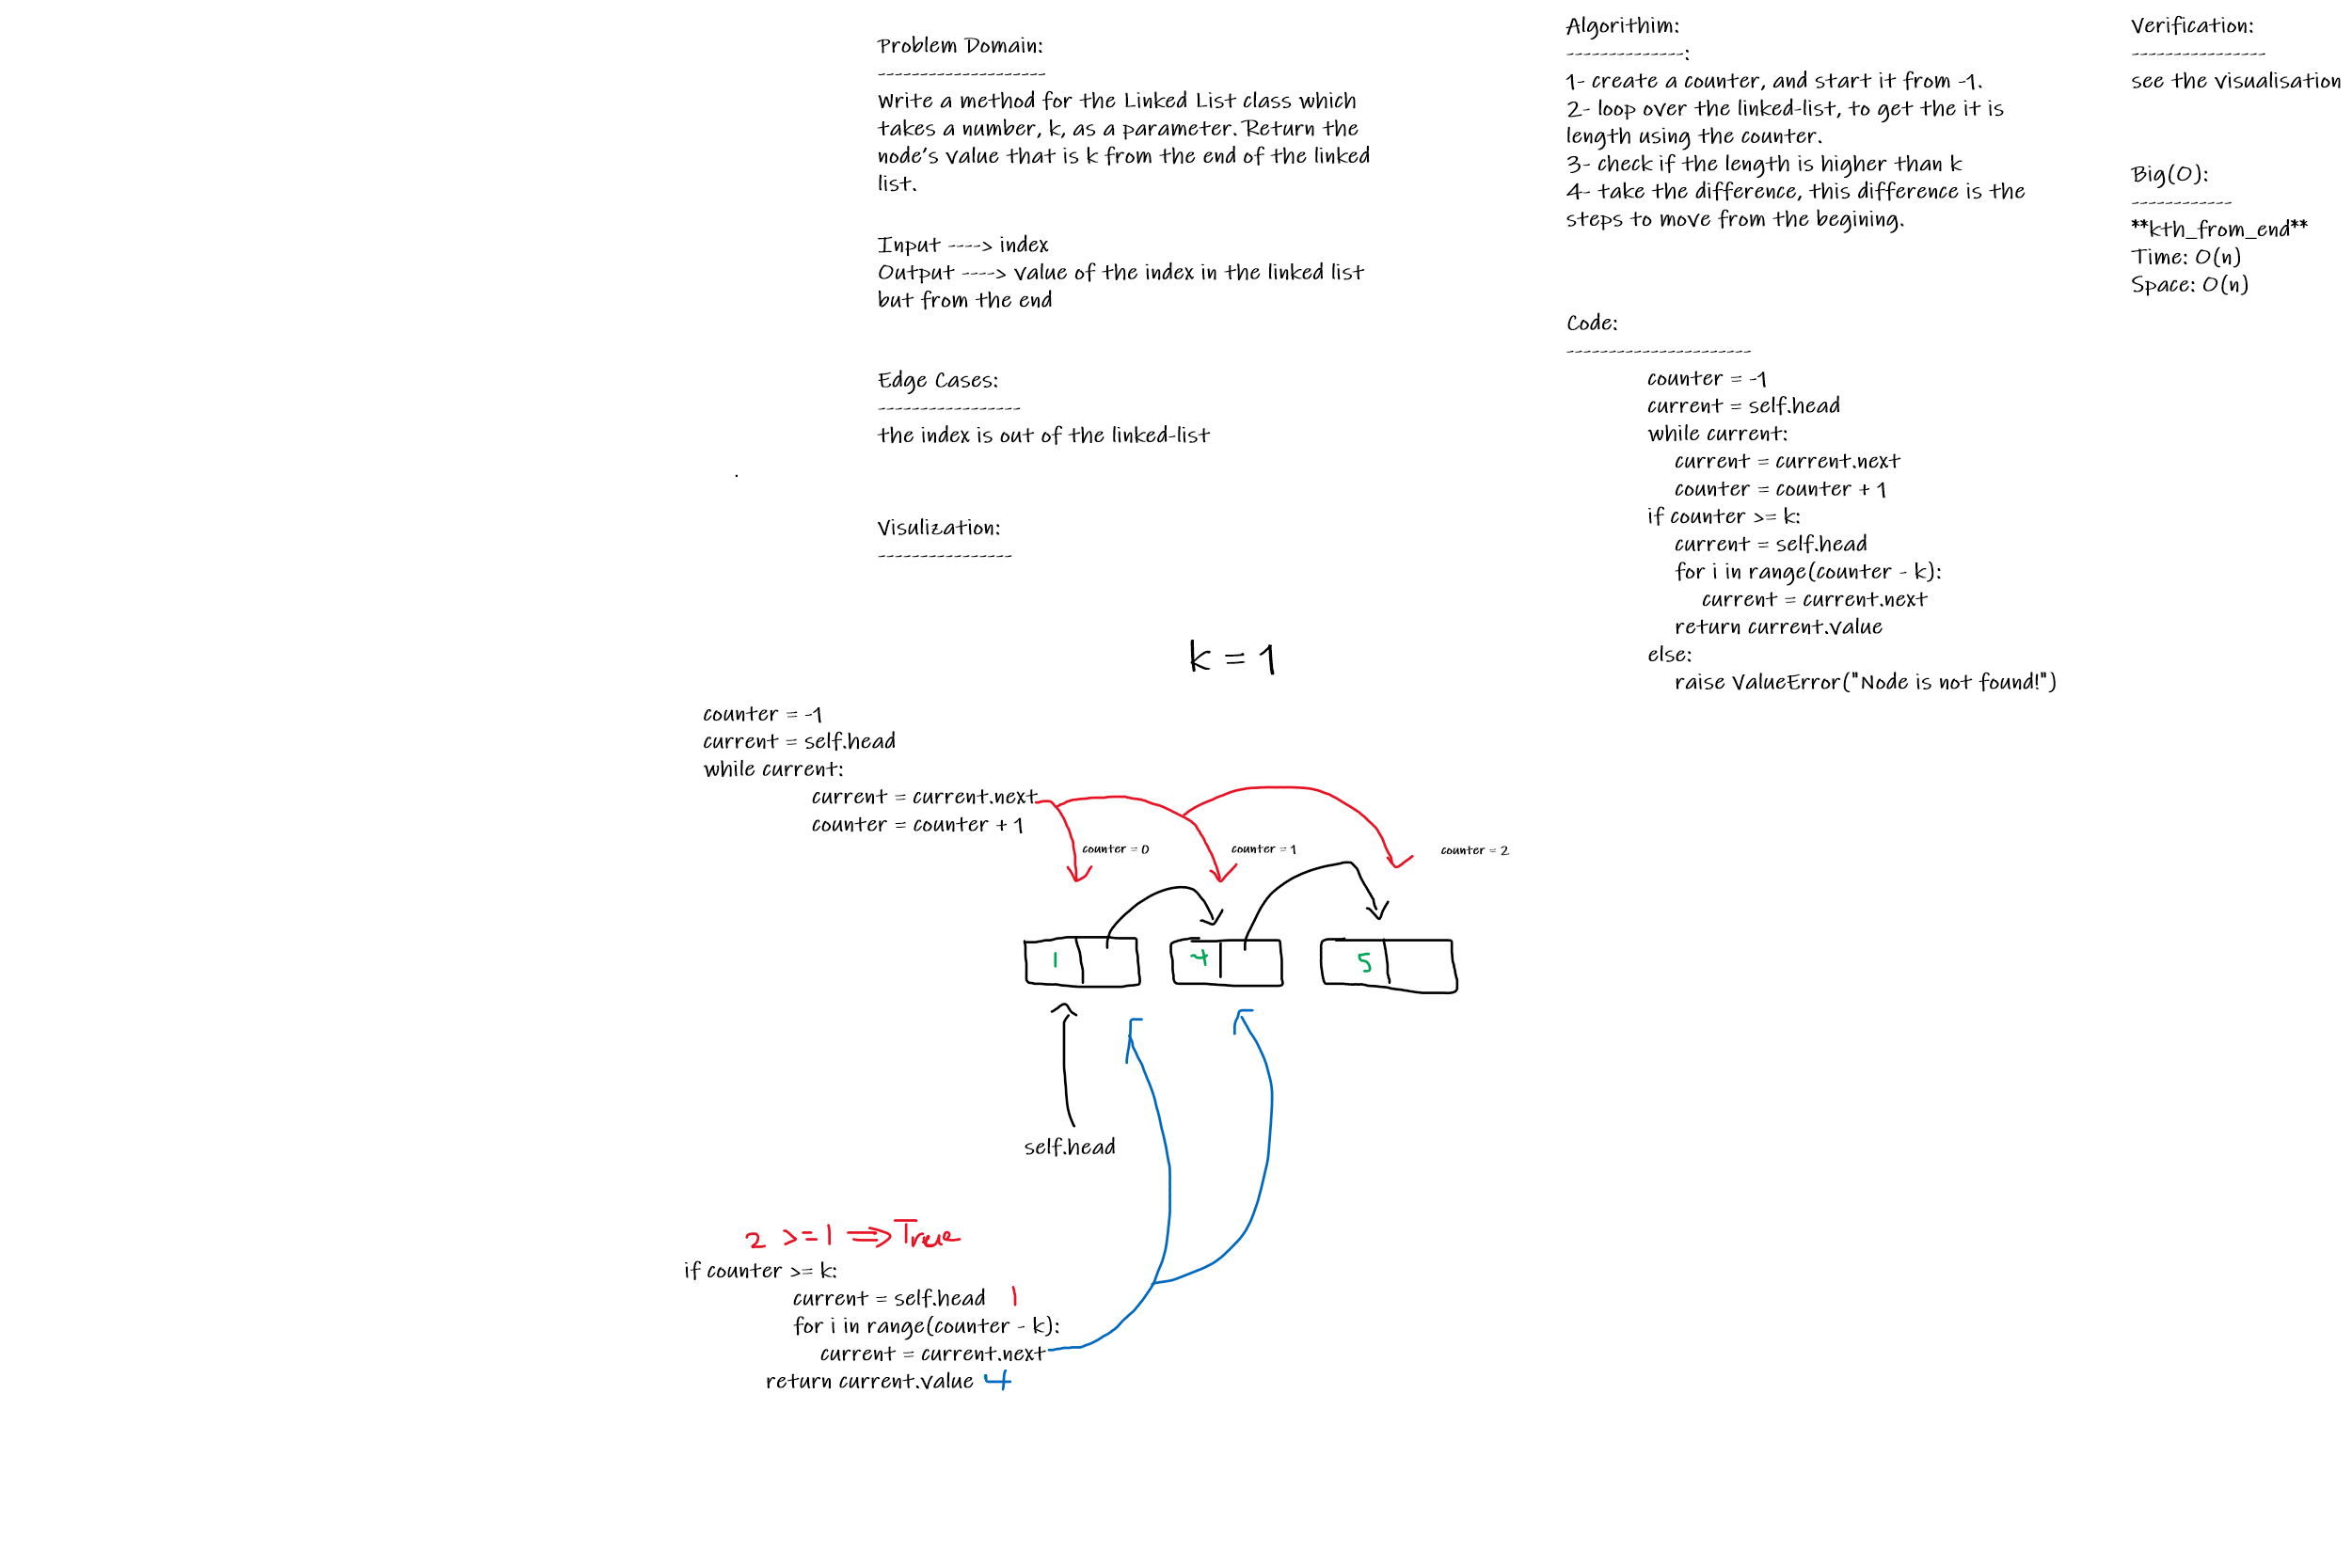 Problem Domain:
--------------------
Write a method for the Linked List class which
takes a number, k, as a parameter. Return the
node's value that is k from the end of the linked
list.
Input ----> index
Output ----> value of the index in the linked list
but from the end
Edge Cases:
-----------------
the index is out of the linked-list
.
Visulization:
----------------
k = 1
counter = -1
current = self.head
while current:
current = current.next
counter = counter + 1
counter = 0
counter = 1
counter = 2
1
4
5
self.head
2 >= 1 => True
if counter >= k:
current = self.head 1
for i in range(counter - k):
current = current.next
return current.value 4
Algorithim:
--------------:
1- create a counter, and start it from -1.
2- loop over the linked-list, to get the it is
length using the counter.
3- check if the length is higher than k
4- take the difference, this difference is the
steps to move from the begining.
Code:
----------------------
counter = -1
current = self.head
while current:
current = current.next
counter = counter + 1
if counter >= k:
current = self.head
for i in range(counter - k):
current = current.next
return current.value
else:
raise ValueError("Node is not found!")
Verification:
----------------
see the visualisation
Big(O):
------------
**kth_from_end**
Time: O(n)
Space: O(n)